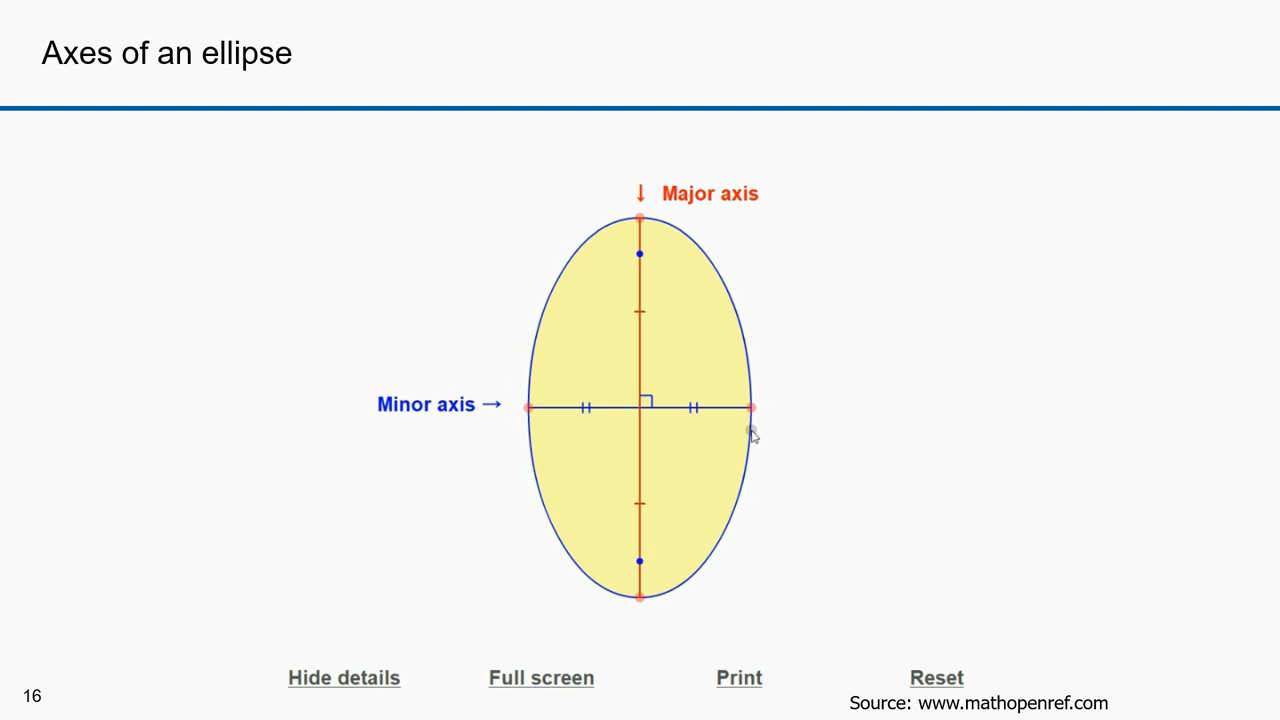 Axes of an ellipse
↓ Major axis
Minor axis →
Hide details
Full screen
Print
Reset
16
Source: www.mathopenref.com